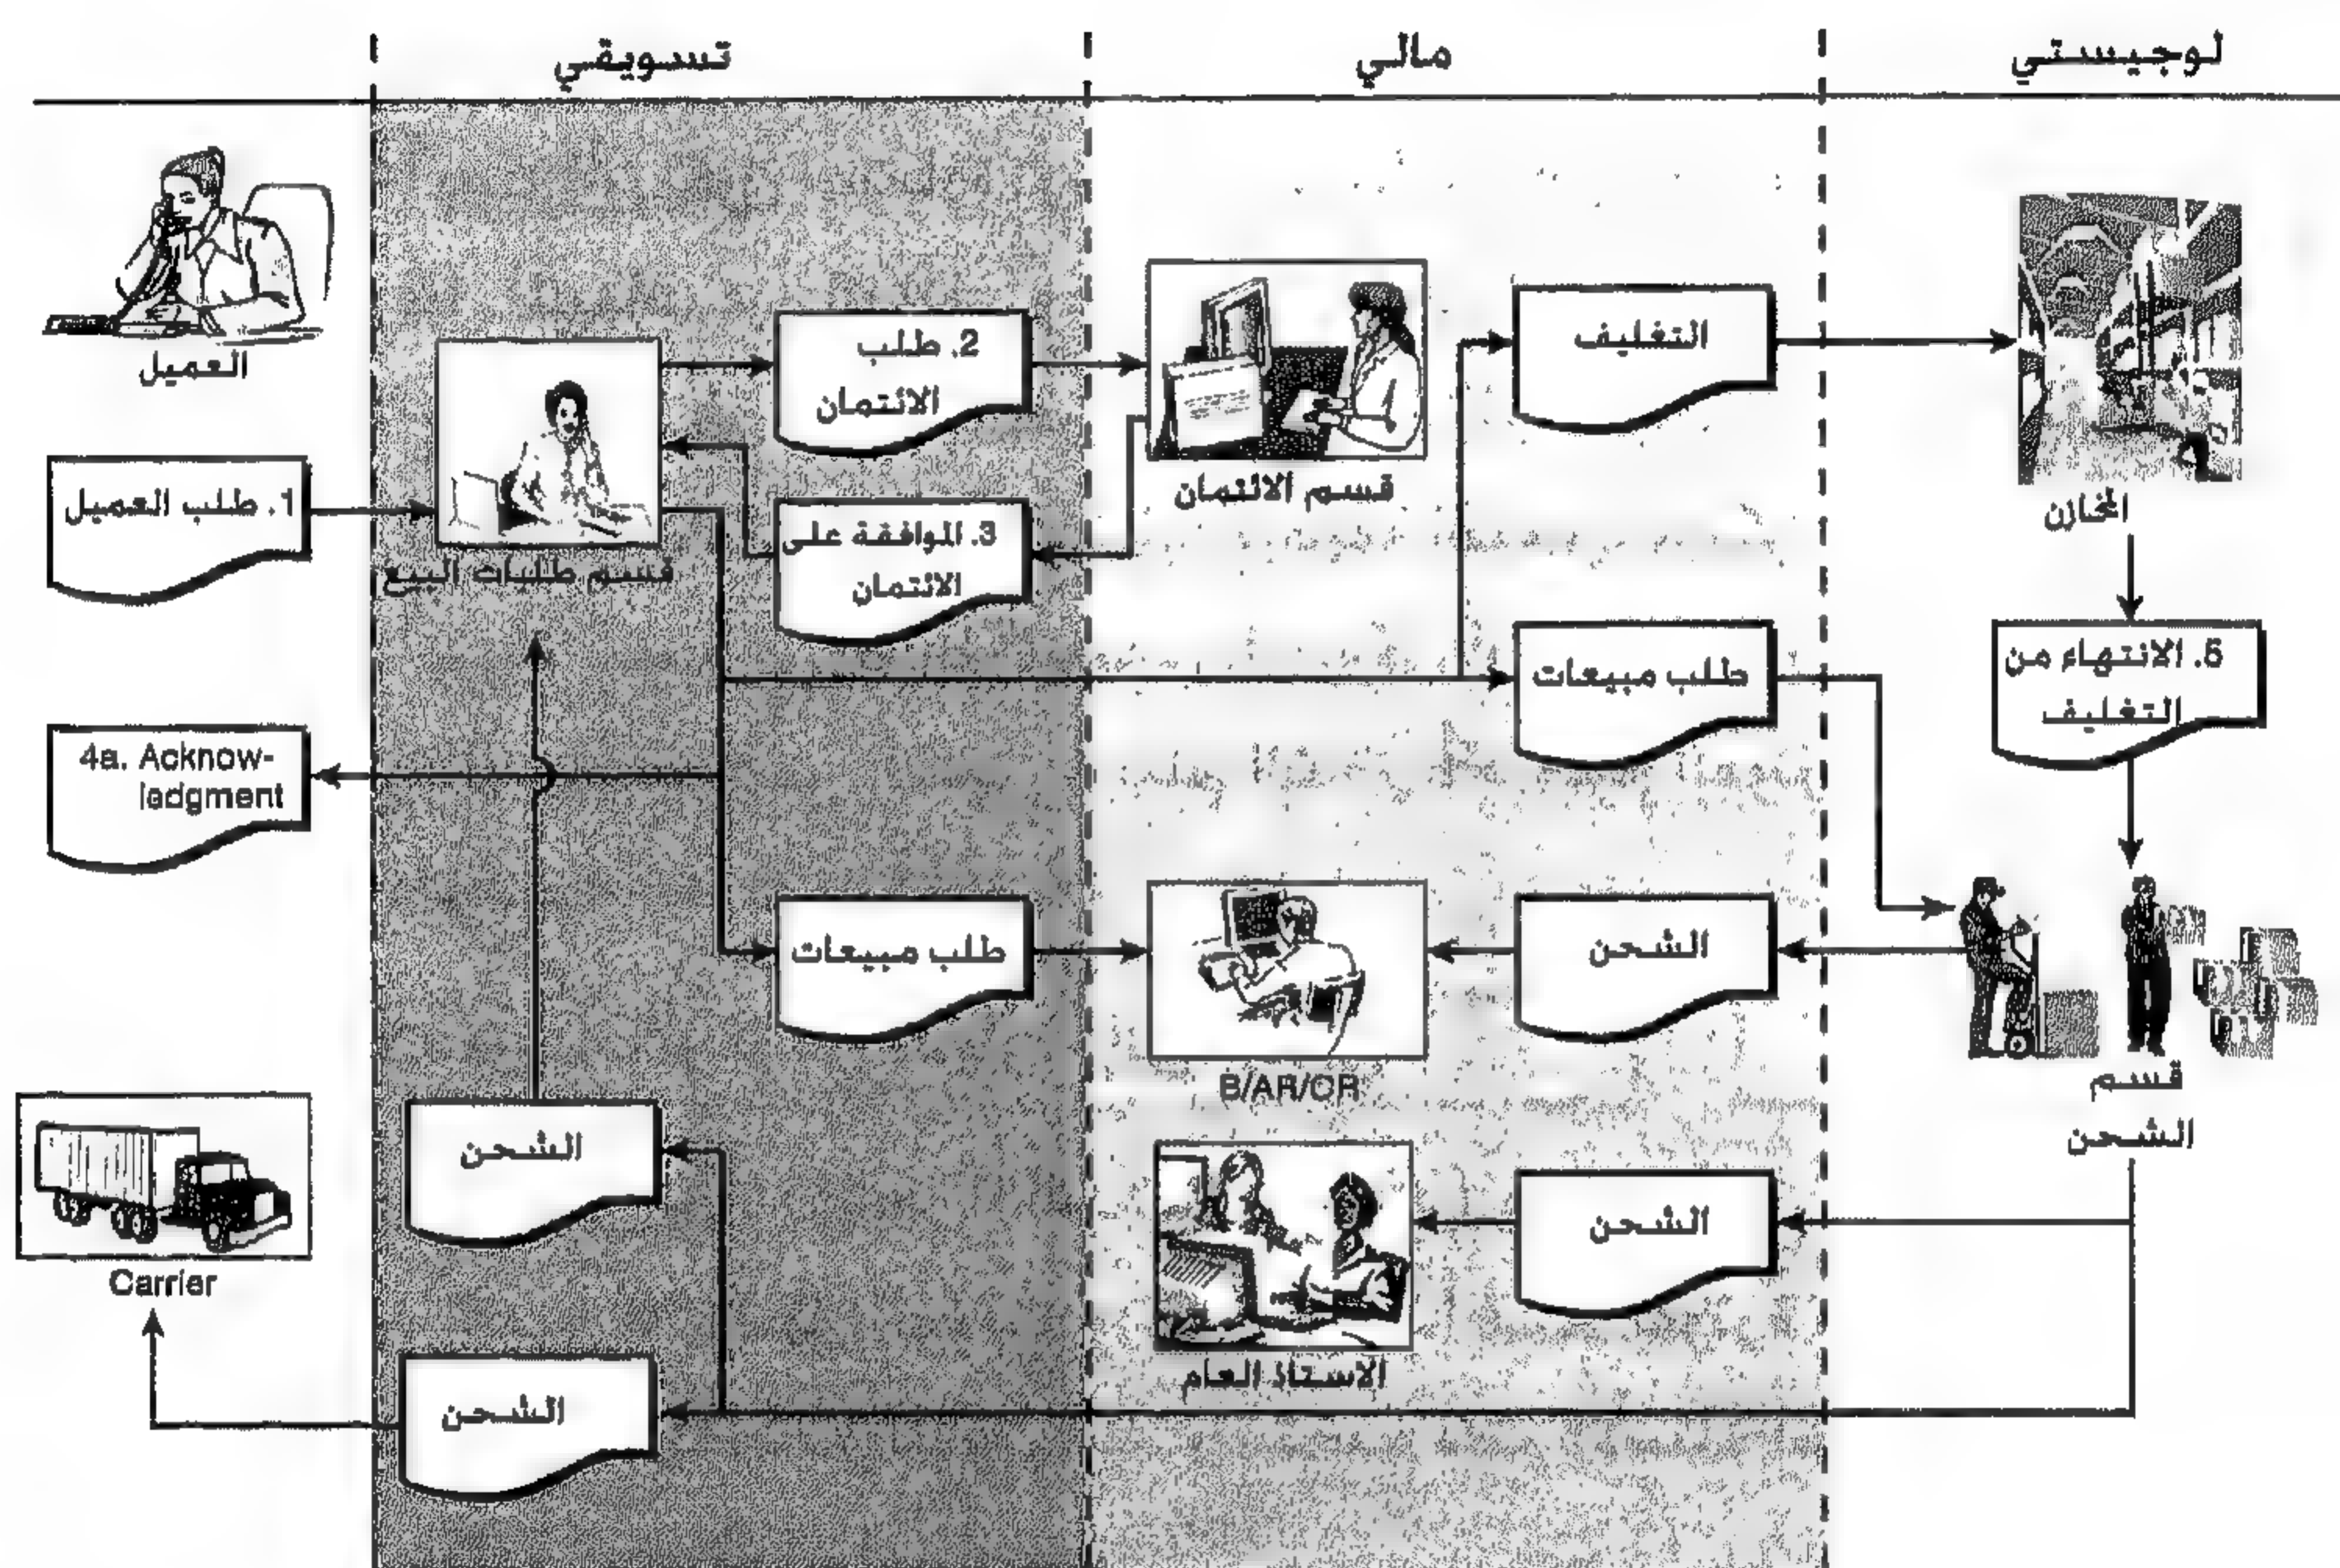 لوجيستي
مالي
تسويقي
العميل
1. طلب العميل
4a. Acknow-
ledgment
Carrier
2. طلب
الائتمان
3. الموافقة على
الائتمان
قسم طلبات البيع
طلب مبيعات
الشحن
الشحن
قسم الائتمان
التغليف
طلب مبيعات
B/AR/CR
الشحن
الاستاذ العام
الشحن
المخازن
5. الانتهاء من
التغليف
قسم
الشحن